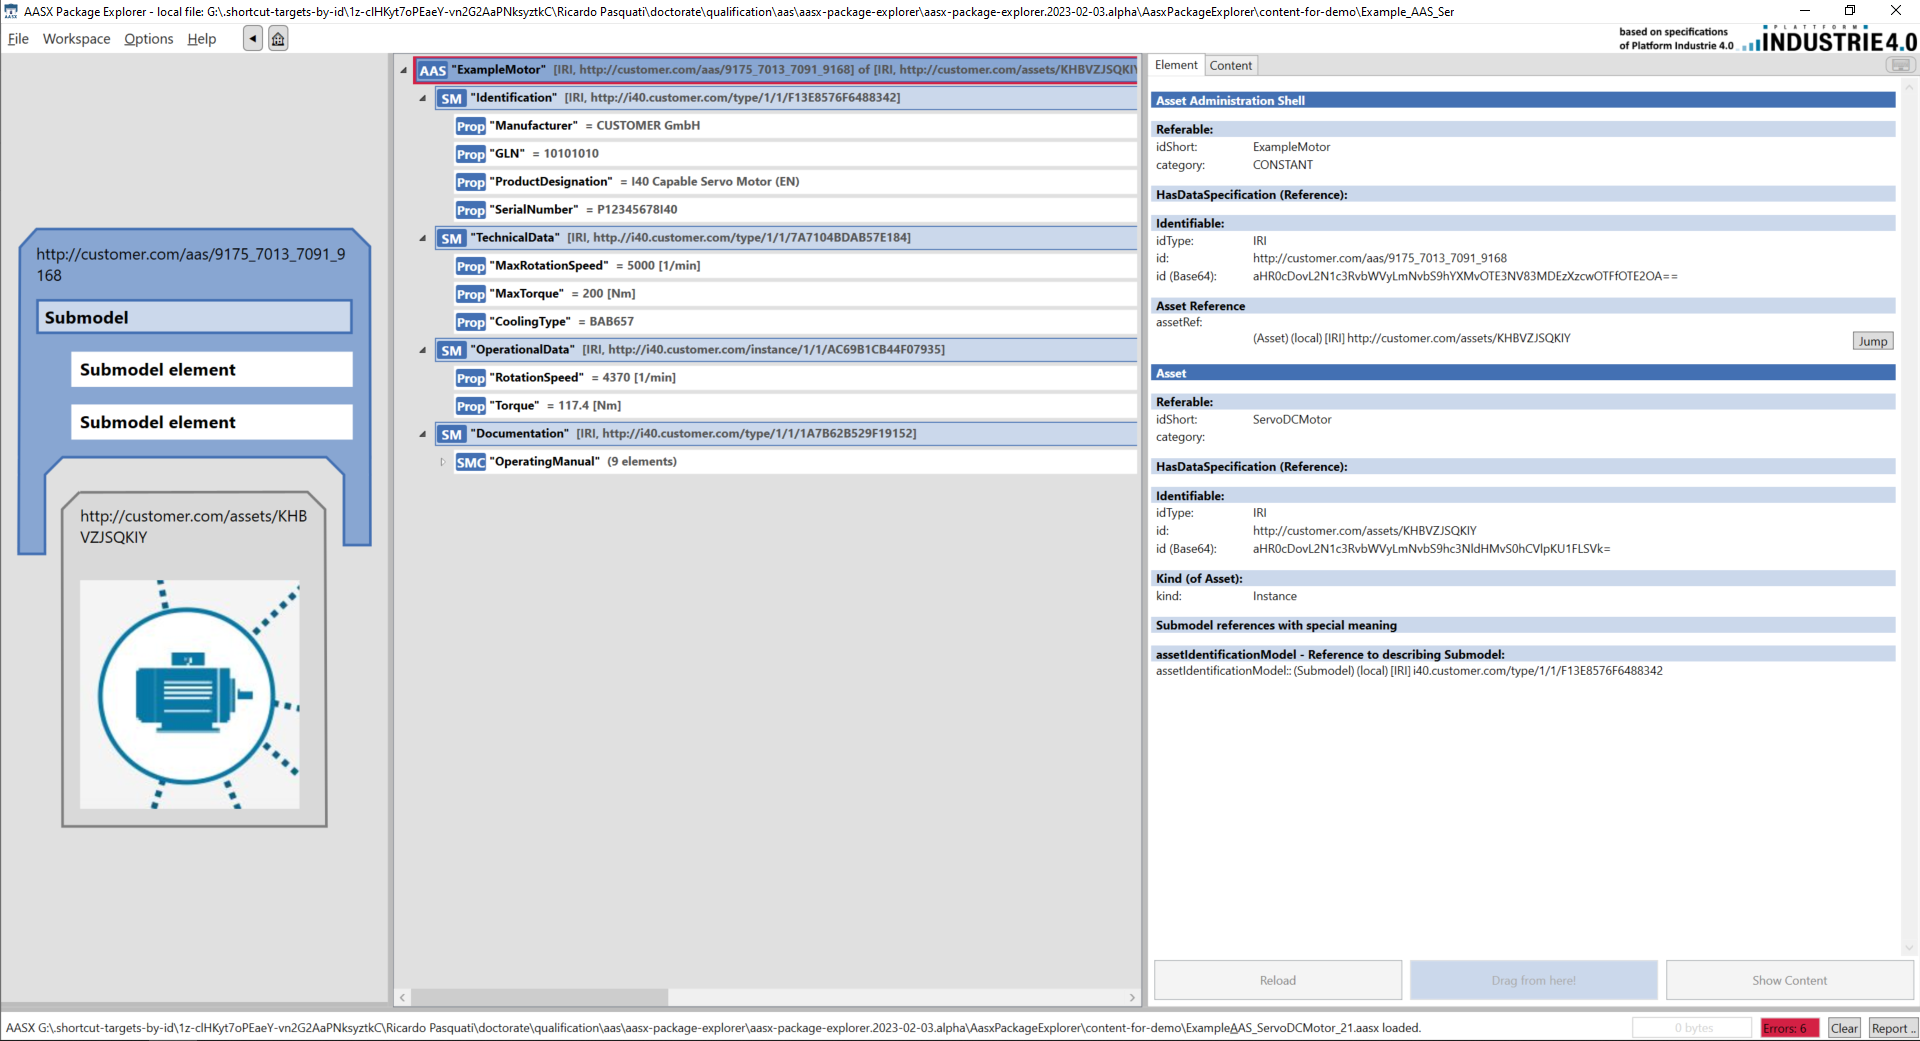 AASX Package Explorer - local file: G:\.shortcut-targets-by-id\1z-clHKyt7oPEaeY-vn2G2AaPNksyztkC\Ricardo Pasquati\doctorate\qualification\aas\aasx-package-explorer\aasx-package-explorer.2023-02-03.alpha\AasxPackageExplorer\content-for-demo\Example_AAS_Ser
File Workspace Options Help
based on specifications
of Platform Industrie 4.0
PLATTFORM
INDUSTRIE4.0
http://customer.com/aas/9175_7013_7091_9
168
Submodel
Submodel element
Submodel element
http://customer.com/assets/KHB
VZJSQKIY
AAS "ExampleMotor" [IRI, http://customer.com/aas/9175_7013_7091_9168] of [IRI, http://customer.com/assets/KHBVZJSQKIY
SM "Identification" [IRI, http://i40.customer.com/type/1/1/F13E8576F6488342]
Prop "Manufacturer" = CUSTOMER GmbH
Prop "GLN" = 10101010
Prop "ProductDesignation" = I40 Capable Servo Motor (EN)
Prop "SerialNumber" = P12345678I40
SM "TechnicalData" [IRI, http://i40.customer.com/type/1/1/7A7104BDAB57E184]
Prop "MaxRotationSpeed" = 5000 [1/min]
Prop "MaxTorque" = 200 [Nm]
Prop "CoolingType" = BAB657
SM "OperationalData" [IRI, http://i40.customer.com/instance/1/1/AC69B1CB44F07935]
Prop "RotationSpeed" = 4370 [1/min]
Prop "Torque" = 117.4 [Nm]
SM "Documentation" [IRI, http://i40.customer.com/type/1/1/1A7B62B529F19152]
SMC "OperatingManual" (9 elements)
Element Content
Asset Administration Shell
Referable:
idShort: ExampleMotor
category: CONSTANT
HasDataSpecification (Reference):
Identifiable:
idType: IRI
id: http://customer.com/aas/9175_7013_7091_9168
id (Base64): aHR0cDovL2N1c3RvbWVyLmNvbS9hYXMvOTE3NV83MDEzXzcwOTFfOTE2OA==
Asset Reference
assetRef:
(Asset) (local) [IRI] http://customer.com/assets/KHBVZJSQKIY
Jump
Asset
Referable:
idShort: ServoDCMotor
category:
HasDataSpecification (Reference):
Identifiable:
idType: IRI
id: http://customer.com/assets/KHBVZJSQKIY
id (Base64): aHR0cDovL2N1c3RvbWVyLmNvbS9hc3NldHMvS0hCVlpKU1FLSVk=
Kind (of Asset):
kind: Instance
Submodel references with special meaning
assetIdentificationModel - Reference to describing Submodel:
assetIdentificationModel:: (Submodel) (local) [IRI] i40.customer.com/type/1/1/F13E8576F6488342
Reload Drag from here! Show Content
AASX G:\.shortcut-targets-by-id\1z-clHKyt7oPEaeY-vn2G2AaPNksyztkC\Ricardo Pasquati\doctorate\qualification\aas\aasx-package-explorer\aasx-package-explorer.2023-02-03.alpha\AasxPackageExplorer\content-for-demo\ExampleAAS_ServoDCMotor_21.aasx loaded.
0 bytes Errors: 6 Clear Report ..